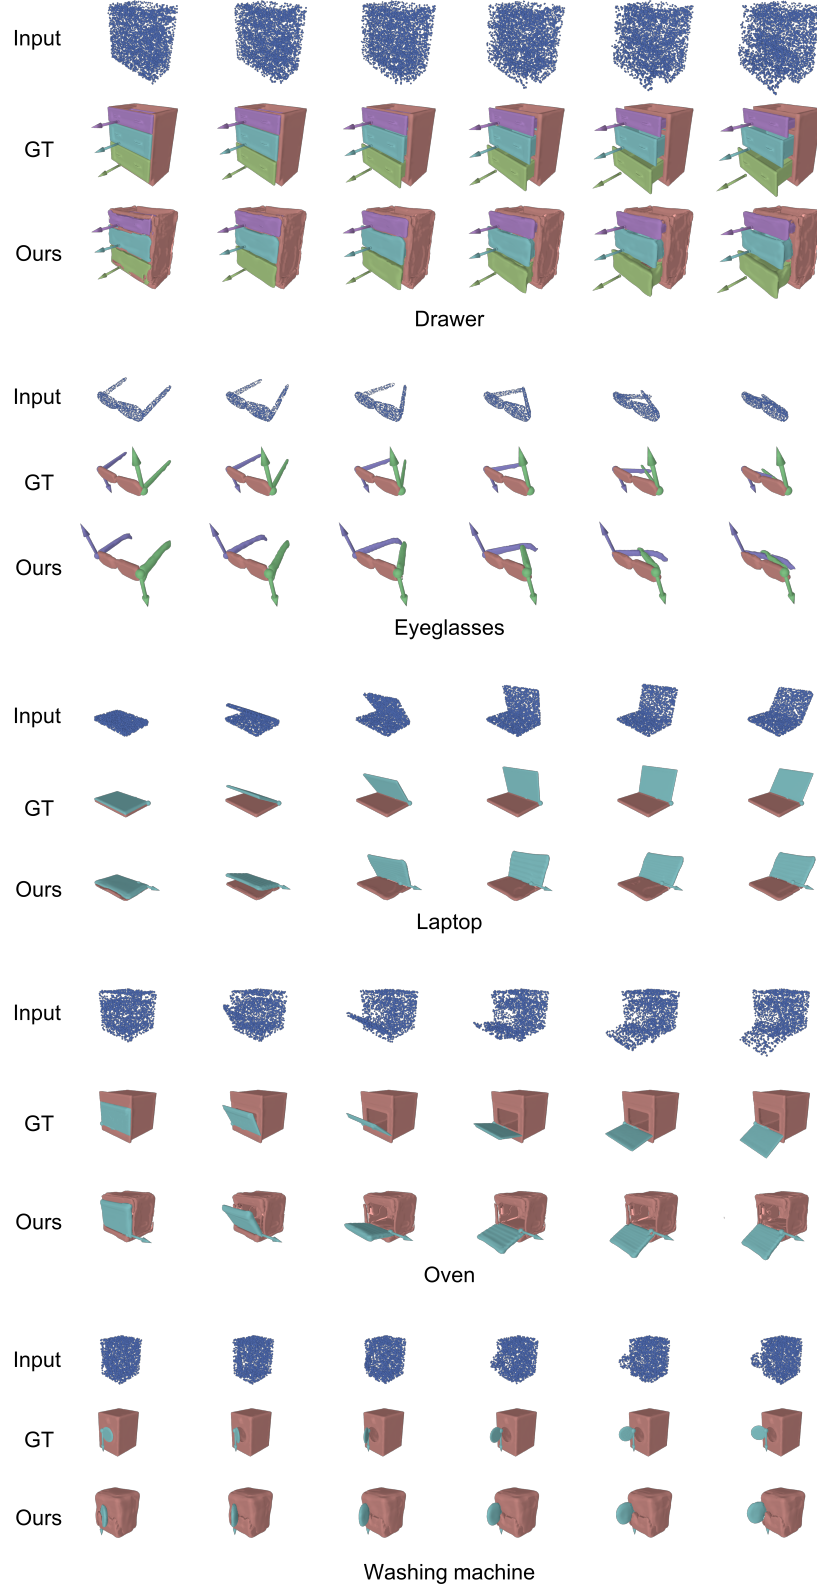 Input
GT
Ours
Drawer
Input
GT
Ours
Eyeglasses
Input
GT
Ours
Laptop
Input
GT
Ours
Oven
Input
GT
Ours
Washing machine